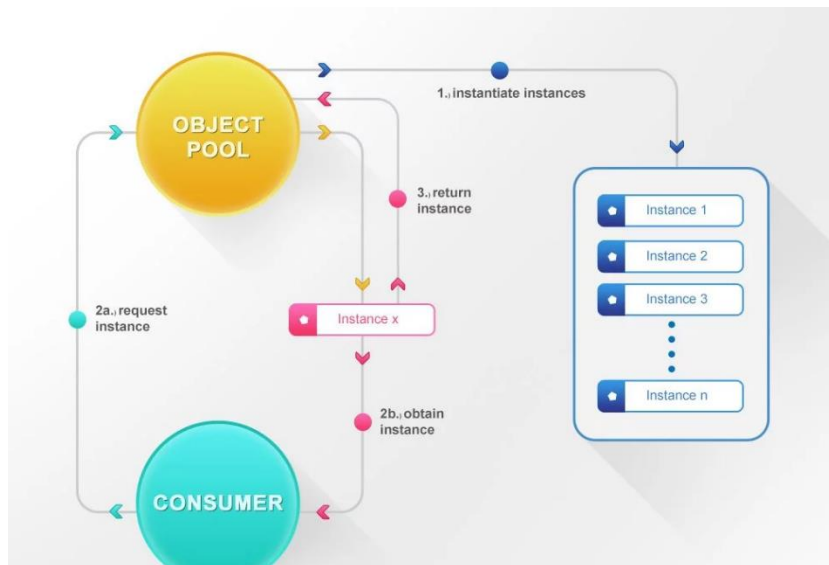 OBJECT
POOL
1.) instantiate instances
3.) return
instance
Instance 1
Instance 2
Instance 3
Instance n
2a.) request
instance
Instance x
2b.) obtain
instance
CONSUMER